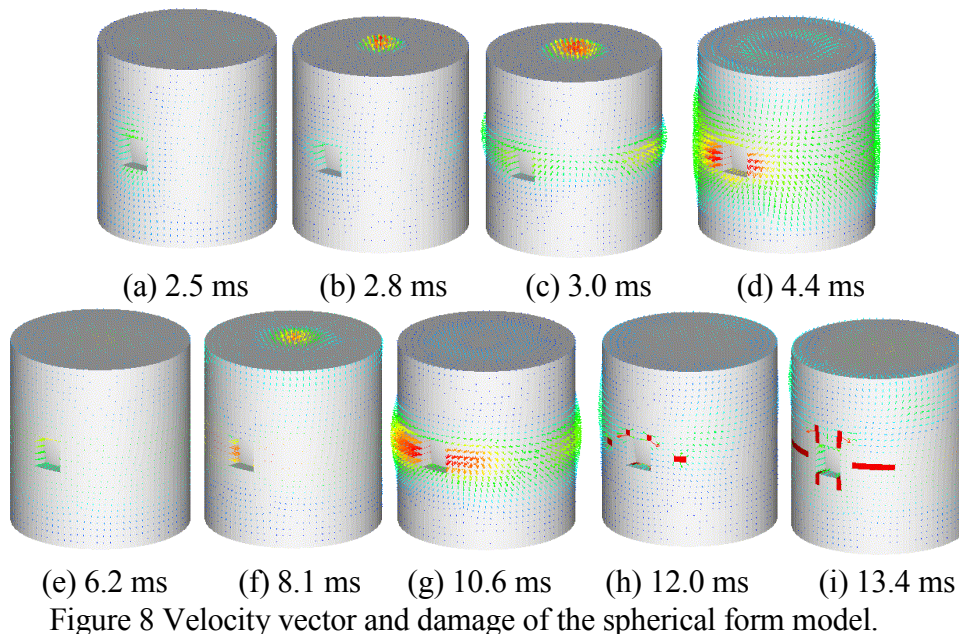 (a) 2.5 ms (b) 2.8 ms (c) 3.0 ms (d) 4.4 ms
(e) 6.2 ms (f) 8.1 ms (g) 10.6 ms (h) 12.0 ms (i) 13.4 ms
Figure 8 Velocity vector and damage of the spherical form model.